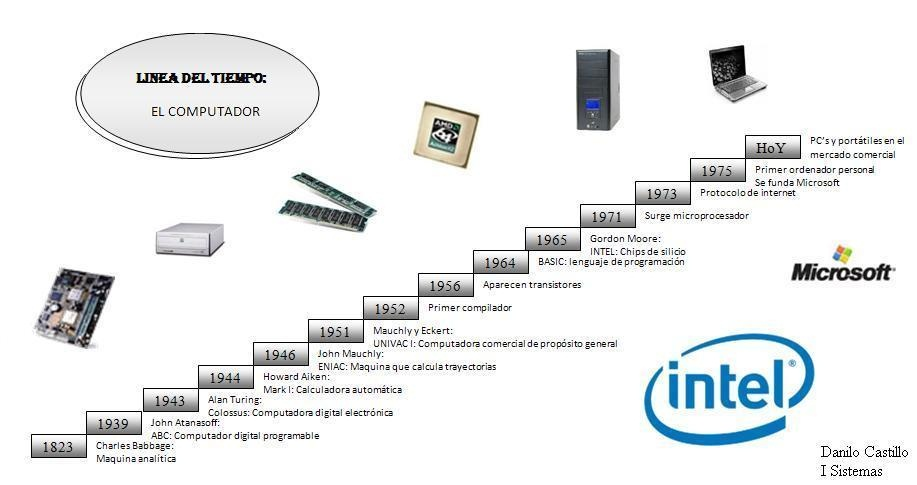 LINEA DEL TIEMPO:
EL COMPUTADOR
HoY
PC's y portátiles en el
mercado comercial
1975
Primer ordenador personal
Se funda Microsoft
1973
Protocolo de internet
1971
Surge microprocesador
1965
Gordon Moore:
INTEL: Chips de silicio
1964
BASIC: lenguaje de programación
1956
Aparecen transistores
1952
Primer compilador
1951
Mauchly y Eckert:
UNIVAC I: Computadora comercial de propósito general
1946
John Mauchly:
ENIAC: Maquina que calcula trayectorias
1944
Howard Aiken:
Mark I: Calculadora automática
1943
Alan Turing:
Colossus: Computadora digital electrónica
1939
John Atanasoff:
ABC: Computador digital programable
1823
Charles Babbage:
Maquina analítica
AMD
64
Microsoft®
intel®
Danilo Castillo
I Sistemas